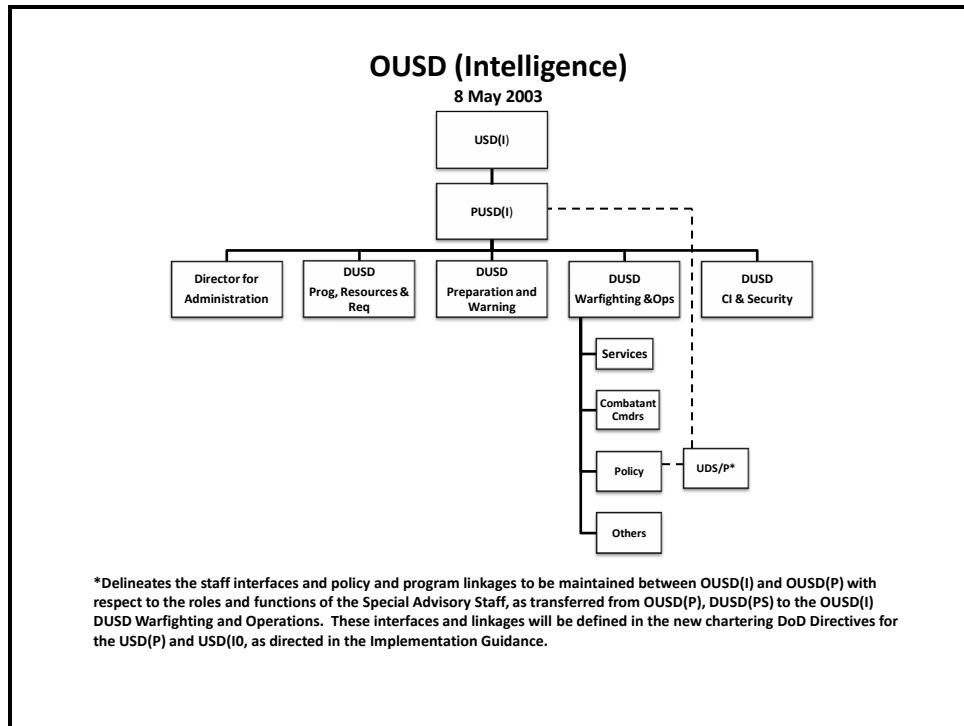 OUSD (Intelligence)
8 May 2003
USD(I)
PUSD(I)
Director for
Administration
DUSD
Prog, Resources &
Req
DUSD
Preparation and
Warning
DUSD
Warfighting &Ops
DUSD
CI & Security
Services
Combatant
Cmdrs
Policy
UDS/P*
Others
*Delineates the staff interfaces and policy and program linkages to be maintained between OUSD(I) and OUSD(P) with
respect to the roles and functions of the Special Advisory Staff, as transferred from OUSD(P), DUSD(PS) to the OUSD(I)
DUSD Warfighting and Operations. These interfaces and linkages will be defined in the new chartering DoD Directives for
the USD(P) and USD(I0, as directed in the Implementation Guidance.